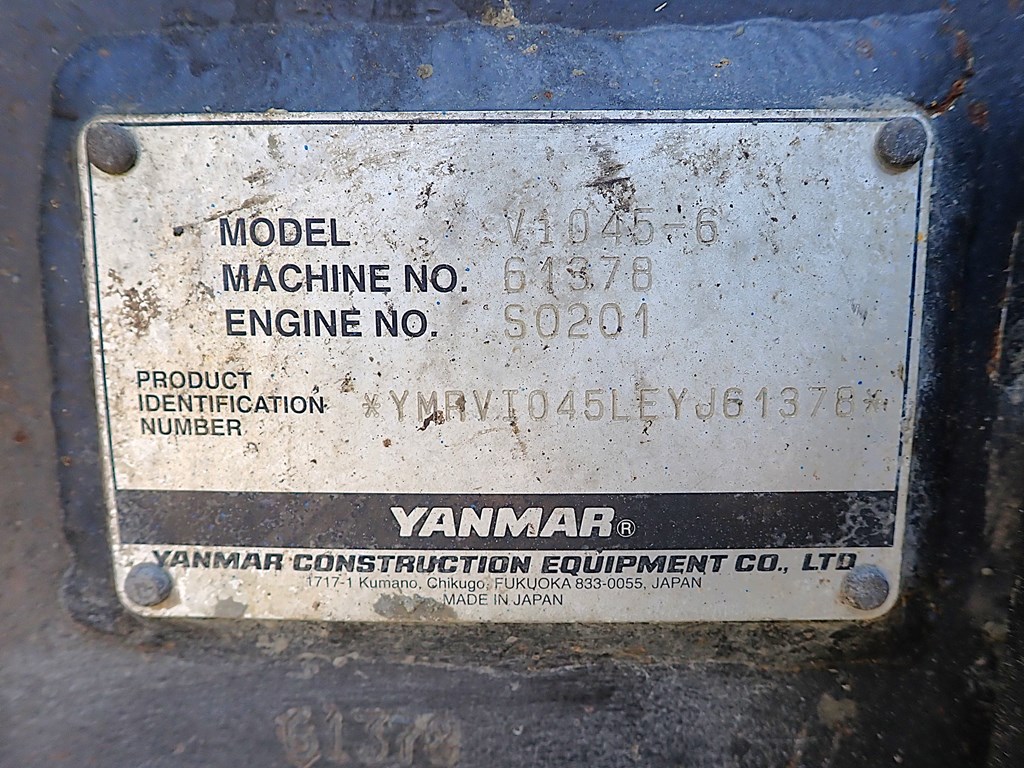 MODEL V1045-6
MACHINE NO. 61378
ENGINE NO. S0201
PRODUCT
IDENTIFICATION
NUMBER
*YMRVI045LEYJ61378*
YANMAR®
YANMAR CONSTRUCTION EQUIPMENT CO., LTD
1717-1 Kumano, Chikugo, FUKUOKA 833-0055, JAPAN
MADE IN JAPAN
61378